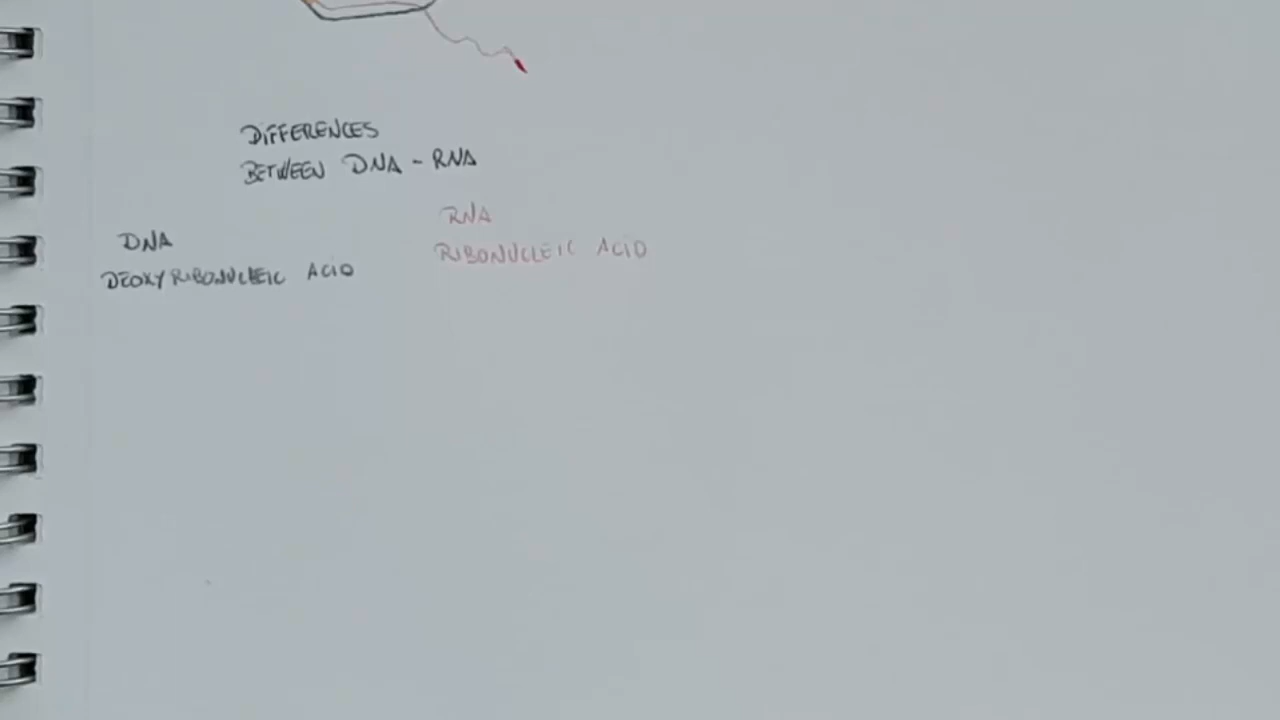 DIFFERENCES
BETWEEN DNA - RNA
DNA
DEOXYRIBONUCLEIC ACID
RNA
RIBONUCLEIC ACID